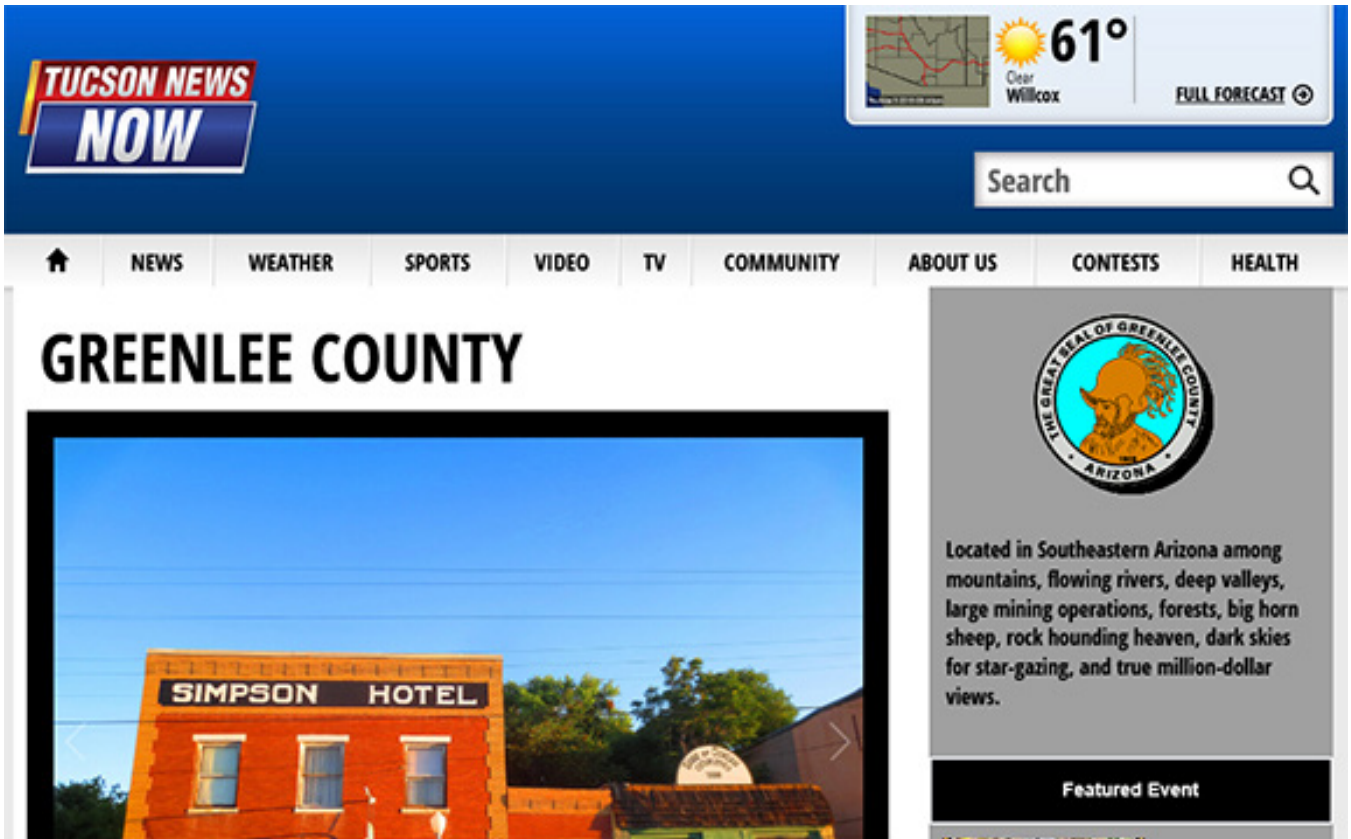 TUCSON NEWS
NOW
61°
Clear
Willcox
FULL FORECAST
Search
NEWS WEATHER SPORTS VIDEO TV COMMUNITY ABOUT US CONTESTS HEALTH
GREENLEE COUNTY
SIMPSON HOTEL
THE GREAT SEAL OF GREENLEE COUNTY
ARIZONA
Located in Southeastern Arizona among
mountains, flowing rivers, deep valleys,
large mining operations, forests, big horn
sheep, rock hounding heaven, dark skies
for star-gazing, and true million-dollar
views.
Featured Event